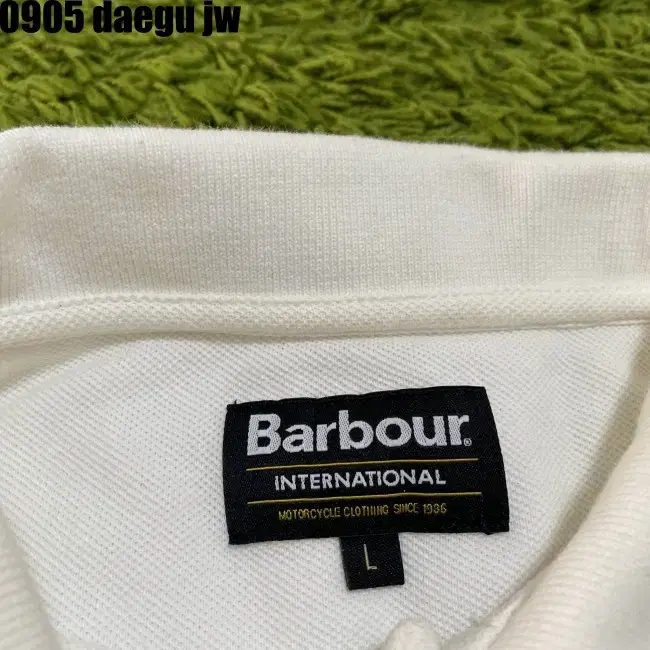 0905 daegu jw
Barbour®
INTERNATIONAL
MOTORCYCLE CLOTHING SINCE 1936
L